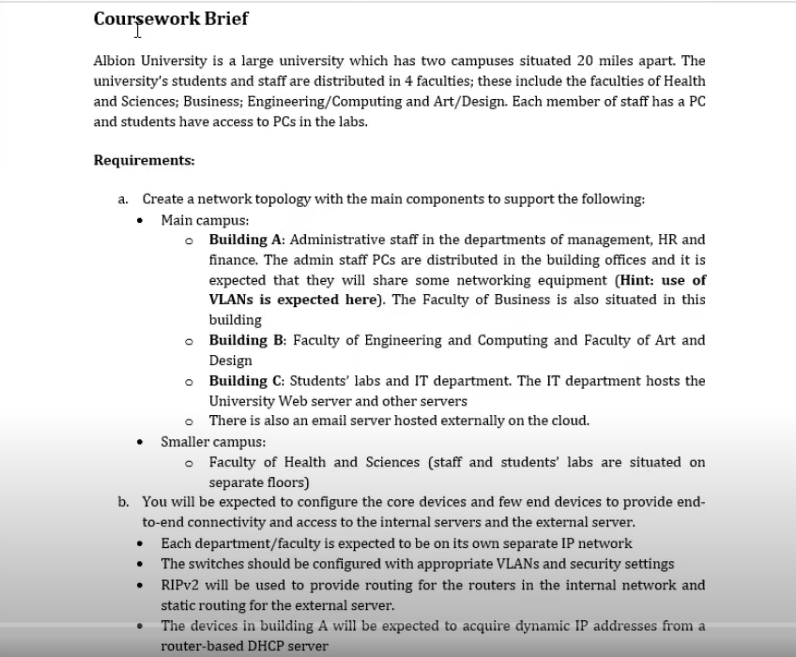 Coursework Brief
Albion University is a large university which has two campuses situated 20 miles apart. The
university's students and staff are distributed in 4 faculties; these include the faculties of Health
and Sciences; Business; Engineering/Computing and Art/Design. Each member of staff has a PC
and students have access to PCs in the labs.
Requirements:
a. Create a network topology with the main components to support the following:
• Main campus:
o Building A: Administrative staff in the departments of management, HR and
finance. The admin staff PCs are distributed in the building offices and it is
expected that they will share some networking equipment (Hint: use of
VLANs is expected here). The Faculty of Business is also situated in this
building
o Building B: Faculty of Engineering and Computing and Faculty of Art and
Design
o Building C: Students' labs and IT department. The IT department hosts the
University Web server and other servers
o There is also an email server hosted externally on the cloud.
• Smaller campus:
o Faculty of Health and Sciences (staff and students' labs are situated on
separate floors)
b. You will be expected to configure the core devices and few end devices to provide end-
to-end connectivity and access to the internal servers and the external server.
• Each department/faculty is expected to be on its own separate IP network
• The switches should be configured with appropriate VLANs and security settings
• RIPv2 will be used to provide routing for the routers in the internal network and
static routing for the external server.
• The devices in building A will be expected to acquire dynamic IP addresses from a
router-based DHCP server